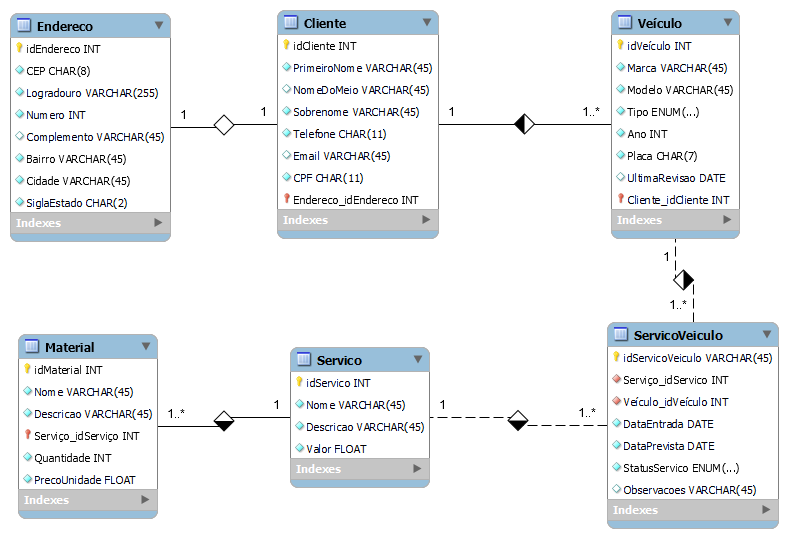 Endereco
idEndereco INT
CEP CHAR(8)
Logradouro VARCHAR(255)
Numero INT
Complemento VARCHAR(45)
Bairro VARCHAR(45)
Cidade VARCHAR(45)
SiglaEstado CHAR(2)
Indexes
1
1
Cliente
idCliente INT
PrimeiroNome VARCHAR(45)
NomeDoMeio VARCHAR(45)
Sobrenome VARCHAR(45)
Telefone CHAR(11)
Email VARCHAR(45)
CPF CHAR(11)
Endereco_idEndereco INT
Indexes
1
1..*
Veículo
idVeículo INT
Marca VARCHAR(45)
Modelo VARCHAR(45)
Tipo ENUM(...)
Ano INT
Placa CHAR(7)
UltimaRevisao DATE
Cliente_idCliente INT
Indexes
1
1..*
Material
idMaterial INT
Nome VARCHAR(45)
Descricao VARCHAR(45)
Serviço_idServiço INT
Quantidade INT
PrecoUnidade FLOAT
Indexes
1..*
1
Servico
idServico INT
Nome VARCHAR(45)
Descricao VARCHAR(45)
Valor FLOAT
Indexes
1
1..*
ServicoVeiculo
idServicoVeiculo VARCHAR(45)
Serviço_idServico INT
Veículo_idVeículo INT
DataEntrada DATE
DataPrevista DATE
StatusServico ENUM(...)
Observacoes VARCHAR(45)
Indexes